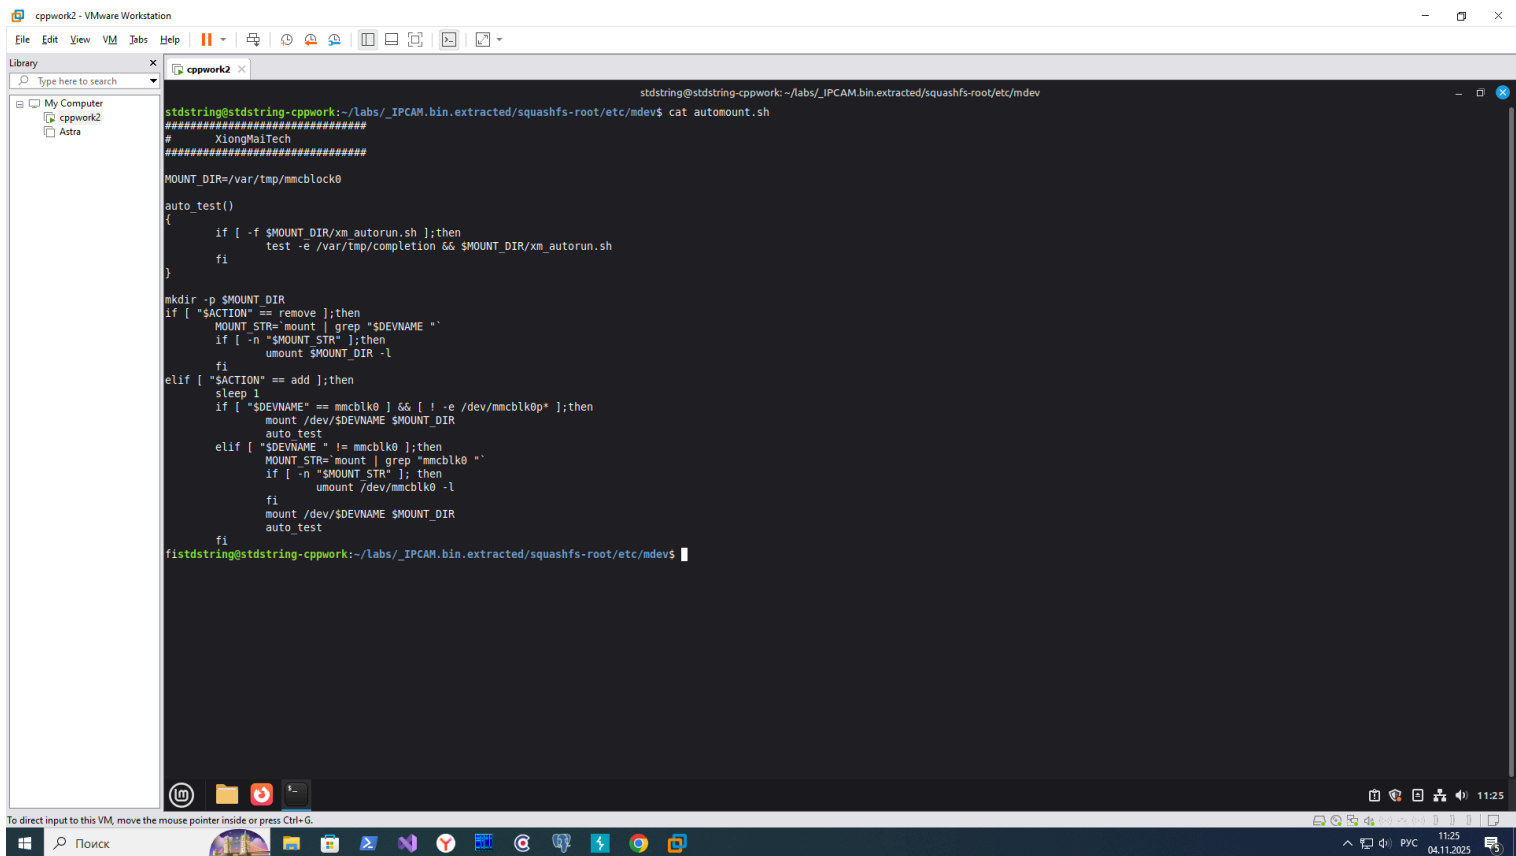 cppwork2 - VMware Workstation
File Edit View VM Tabs Help
Library
Type here to search
My Computer
cppwork2
Astra
cppwork2
stdstring@stdstring-cppwork: ~/labs/_IPCAM.bin.extracted/squashfs-root/etc/mdev
stdstring@stdstring-cppwork:~/labs/_IPCAM.bin.extracted/squashfs-root/etc/mdev$ cat automount.sh
################################
#       XiongMaiTech
################################
MOUNT_DIR=/var/tmp/mmcblock0
auto_test()
{
        if [ -f $MOUNT_DIR/xm_autorun.sh ];then
                test -e /var/tmp/completion && $MOUNT_DIR/xm_autorun.sh
        fi
}
mkdir -p $MOUNT_DIR
if [ "$ACTION" == remove ];then
        MOUNT_STR=`mount | grep "$DEVNAME "`
        if [ -n "$MOUNT_STR" ];then
                umount $MOUNT_DIR -l
        fi
elif [ "$ACTION" == add ];then
        sleep 1
        if [ "$DEVNAME" == mmcblk0 ] && [ ! -e /dev/mmcblk0p* ];then
                mount /dev/$DEVNAME $MOUNT_DIR
                auto_test
        elif [ "$DEVNAME " != mmcblk0 ];then
                MOUNT_STR=`mount | grep "mmcblk0 "`
                if [ -n "$MOUNT_STR" ]; then
                        umount /dev/mmcblk0 -l
                fi
                mount /dev/$DEVNAME $MOUNT_DIR
                auto_test
        fi
fistdstring@stdstring-cppwork:~/labs/_IPCAM.bin.extracted/squashfs-root/etc/mdev$
11:25
To direct input to this VM, move the mouse pointer inside or press Ctrl+G.
Поиск
РУС
11:25
04.11.2025
5